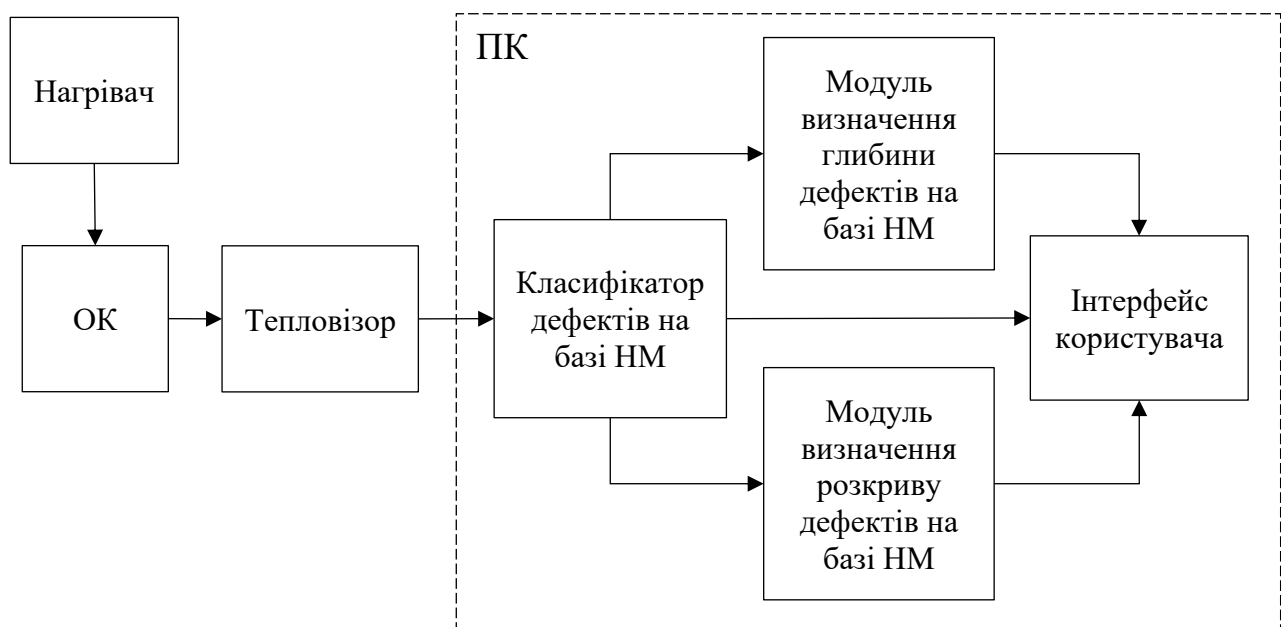 ПК
Нагрівач
ОК
Тепловізор
Класифікатор
дефектів на
базі НМ
Модуль
визначення
глибини
дефектів на
базі НМ
Модуль
визначення
розкриву
дефектів на
базі НМ
Інтерфейс
користувача